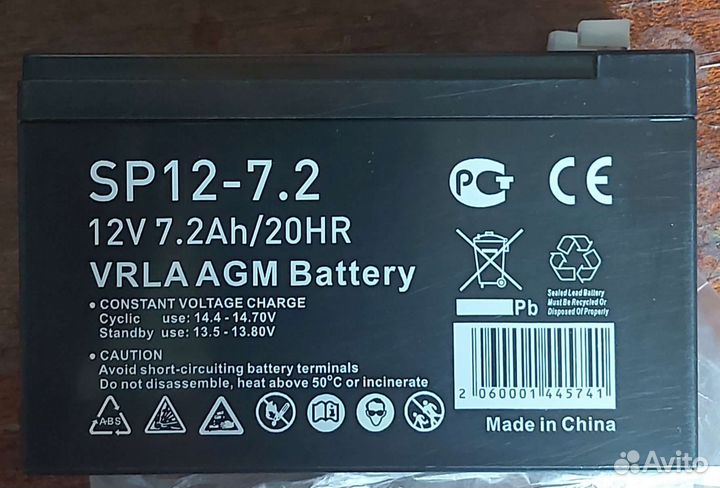 SP12-7.2
12V 7.2Ah/20HR
VRLA AGM Battery
● CONSTANT VOLTAGE CHARGE
Cyclic use: 14.4 - 14.70V
Standby use: 13.5 - 13.80V
● CAUTION
Avoid short-circuiting battery terminals
Do not disassemble, heat above 50°C or incinerate
ABS
РСТ
CE
Pb
Sealed Lead Battery
Must Be Recycled Or
Disposed Of Properly
2 060001 445741
Made in China
Avito